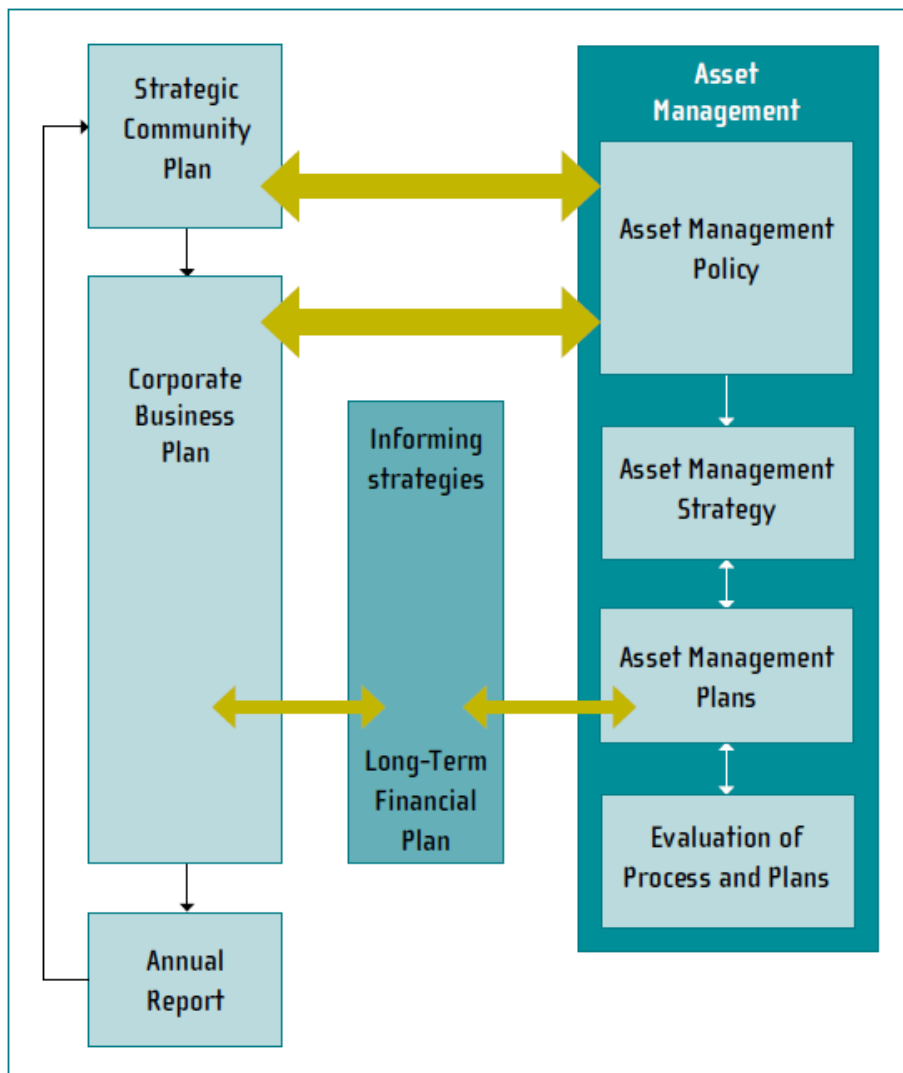 Strategic
Community
Plan
Corporate
Business
Plan
Annual
Report
Informing
strategies
Long-Term
Financial
Plan
Asset
Management
Asset Management
Policy
Asset Management
Strategy
Asset Management
Plans
Evaluation of
Process and Plans